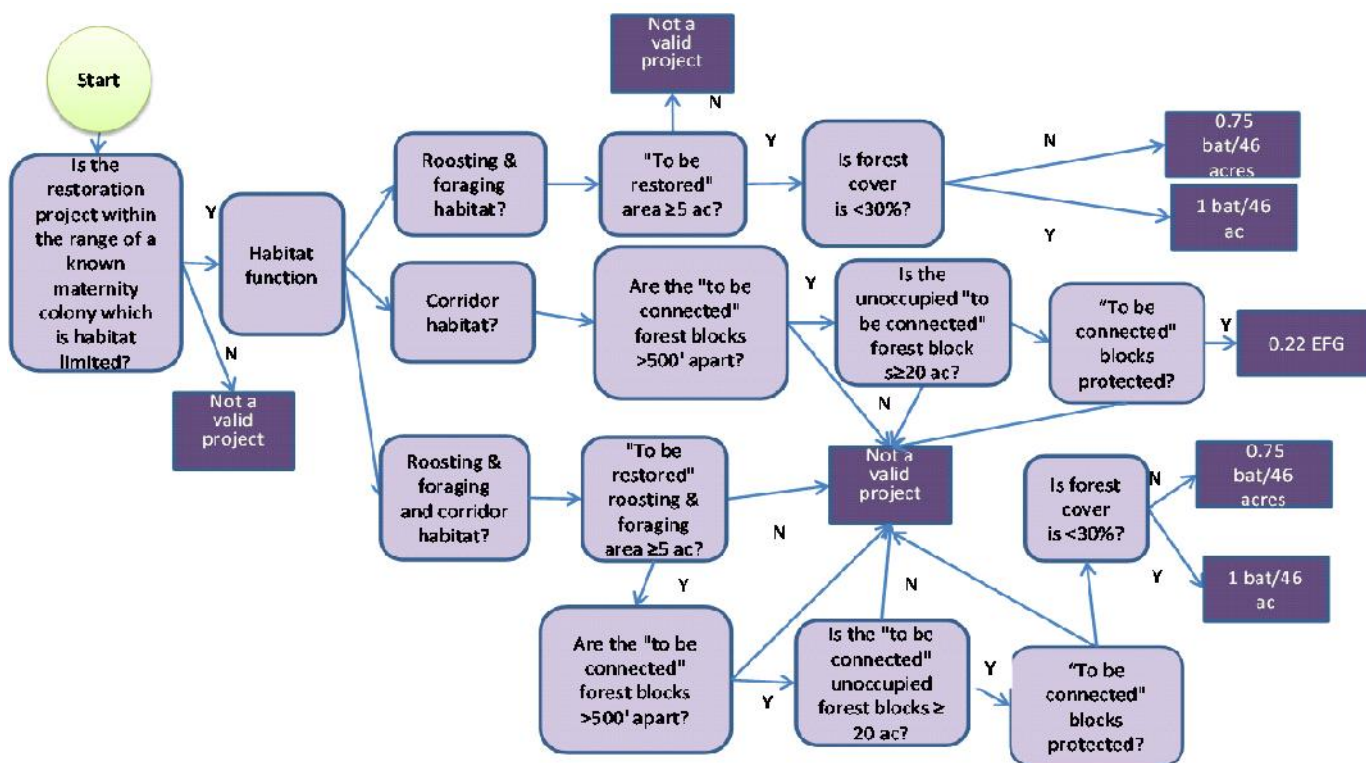 Start
Is the
restoration
project within
the range of a
known
maternity
colony which
is habitat
limited?
Y
N
Not a
valid
project
Habitat
function
Roosting &
foraging
habitat?
"To be
restored"
area ≥5 ac?
N
Not a
valid
project
Y
Is forest
cover
is <30%?
N
0.75
bat/46
acres
Y
1 bat/46
ac
Corridor
habitat?
Are the "to be
connected"
forest blocks
>500' apart?
Y
N
Is the
unoccupied "to
be connected"
forest block
s≥20 ac?
"To be
connected"
blocks
protected?
Y
0.22 EFG
Not a
valid
project
Roosting &
foraging
and corridor
habitat?
"To be
restored"
roosting &
foraging
area ≥5 ac?
N
Y
Are the "to be
connected"
forest blocks
>500' apart?
Y
N
Is the "to be
connected"
unoccupied
forest blocks ≥
20 ac?
Y
"To be
connected"
blocks
protected?
Is forest
cover
is <30%?
N
0.75
bat/46
acres
Y
1 bat/46
ac